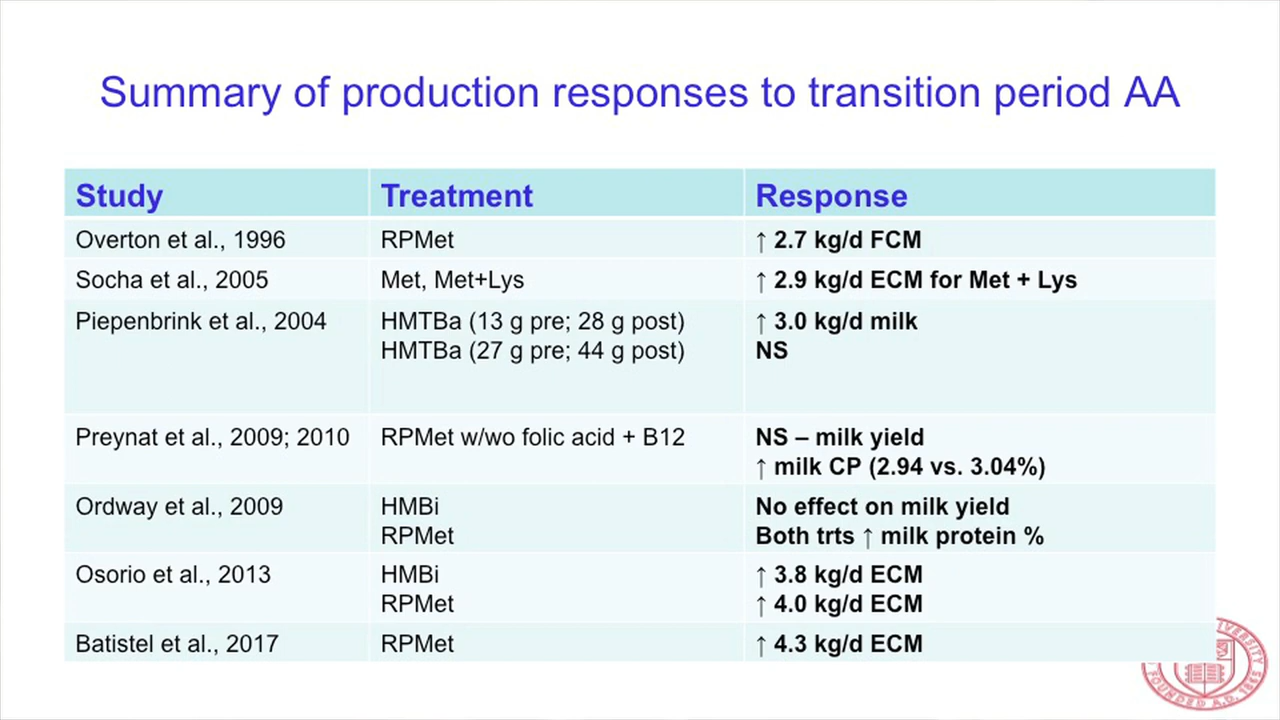 Summary of production responses to transition period AA
Study Treatment Response
Overton et al., 1996 RPMet ↑ 2.7 kg/d FCM
Socha et al., 2005 Met, Met+Lys ↑ 2.9 kg/d ECM for Met + Lys
Piepenbrink et al., 2004 HMTBa (13 g pre; 28 g post) ↑ 3.0 kg/d milk
HMTBa (27 g pre; 44 g post) NS
Preynat et al., 2009; 2010 RPMet w/wo folic acid + B12 NS – milk yield
↑ milk CP (2.94 vs. 3.04%)
Ordway et al., 2009 HMBi No effect on milk yield
RPMet Both trts ↑ milk protein %
Osorio et al., 2013 HMBi ↑ 3.8 kg/d ECM
RPMet ↑ 4.0 kg/d ECM
Batistel et al., 2017 RPMet ↑ 4.3 kg/d ECM
FOUNDED A.D. 1865